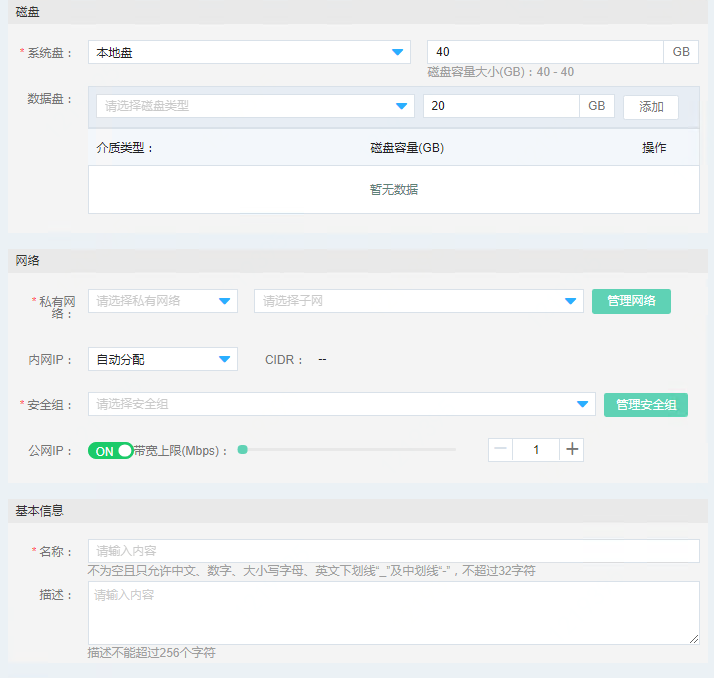 磁盘
* 系统盘： 本地盘 40 GB
磁盘容量大小(GB)：40 - 40
数据盘： 请选择磁盘类型 20 GB 添加
介质类型： 磁盘容量(GB) 操作
暂无数据
网络
* 私有网络： 请选择私有网络 请选择子网 管理网络
内网IP： 自动分配 CIDR： --
* 安全组： 请选择安全组 管理安全组
公网IP： ON 带宽上限(Mbps)： 1
基本信息
* 名称： 请输入内容
不为空且只允许中文、数字、大小写字母、英文下划线“_”及中划线“-”，不超过32字符
描述： 请输入内容
描述不能超过256个字符